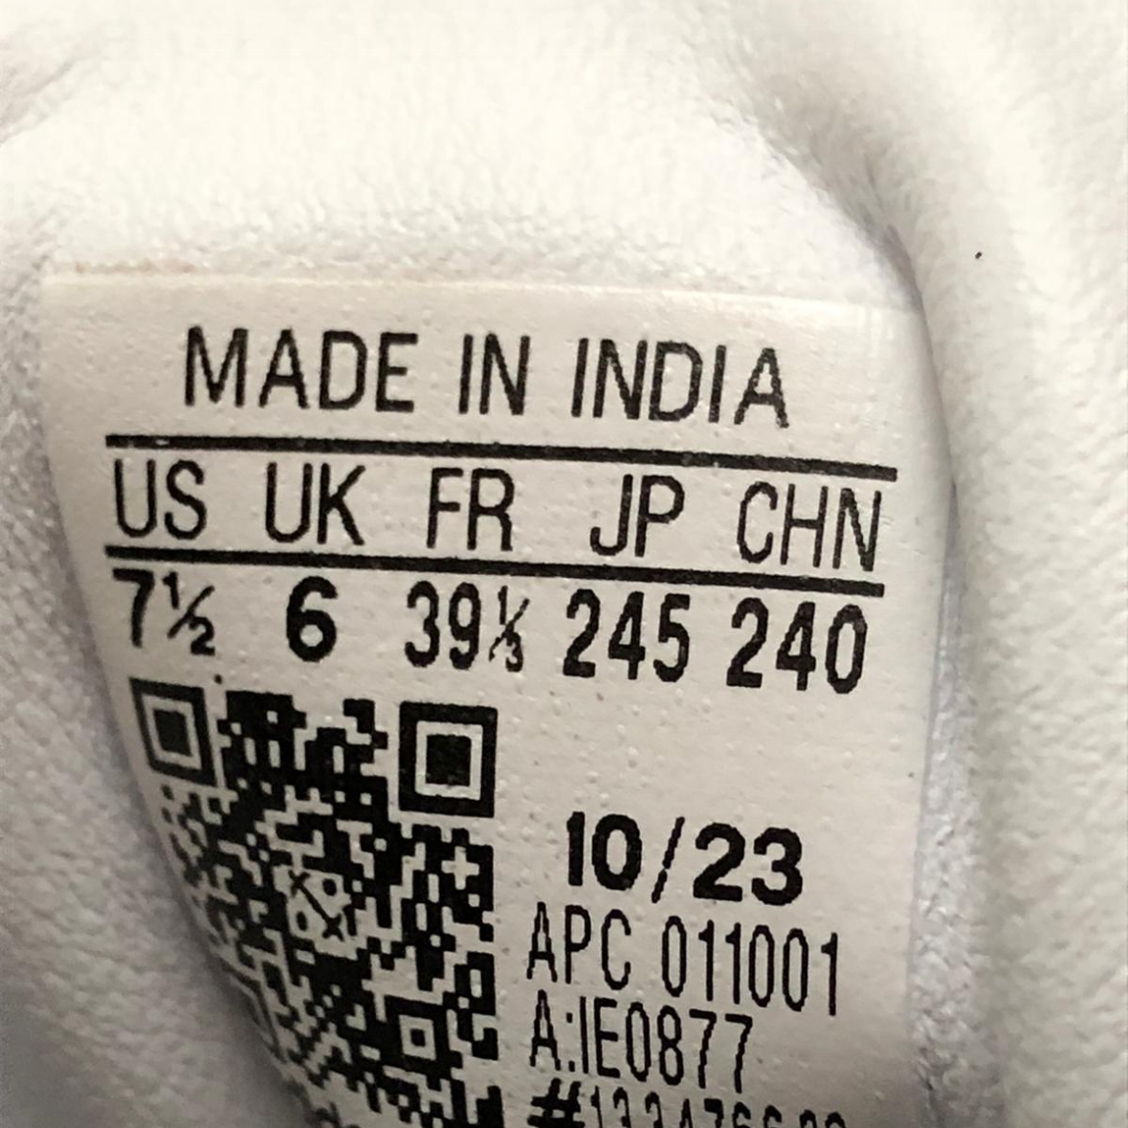 MADE IN INDIA
US UK FR JP CHN
7½ 6 39⅓ 245 240
10/23
APC 011001
A:IE0877